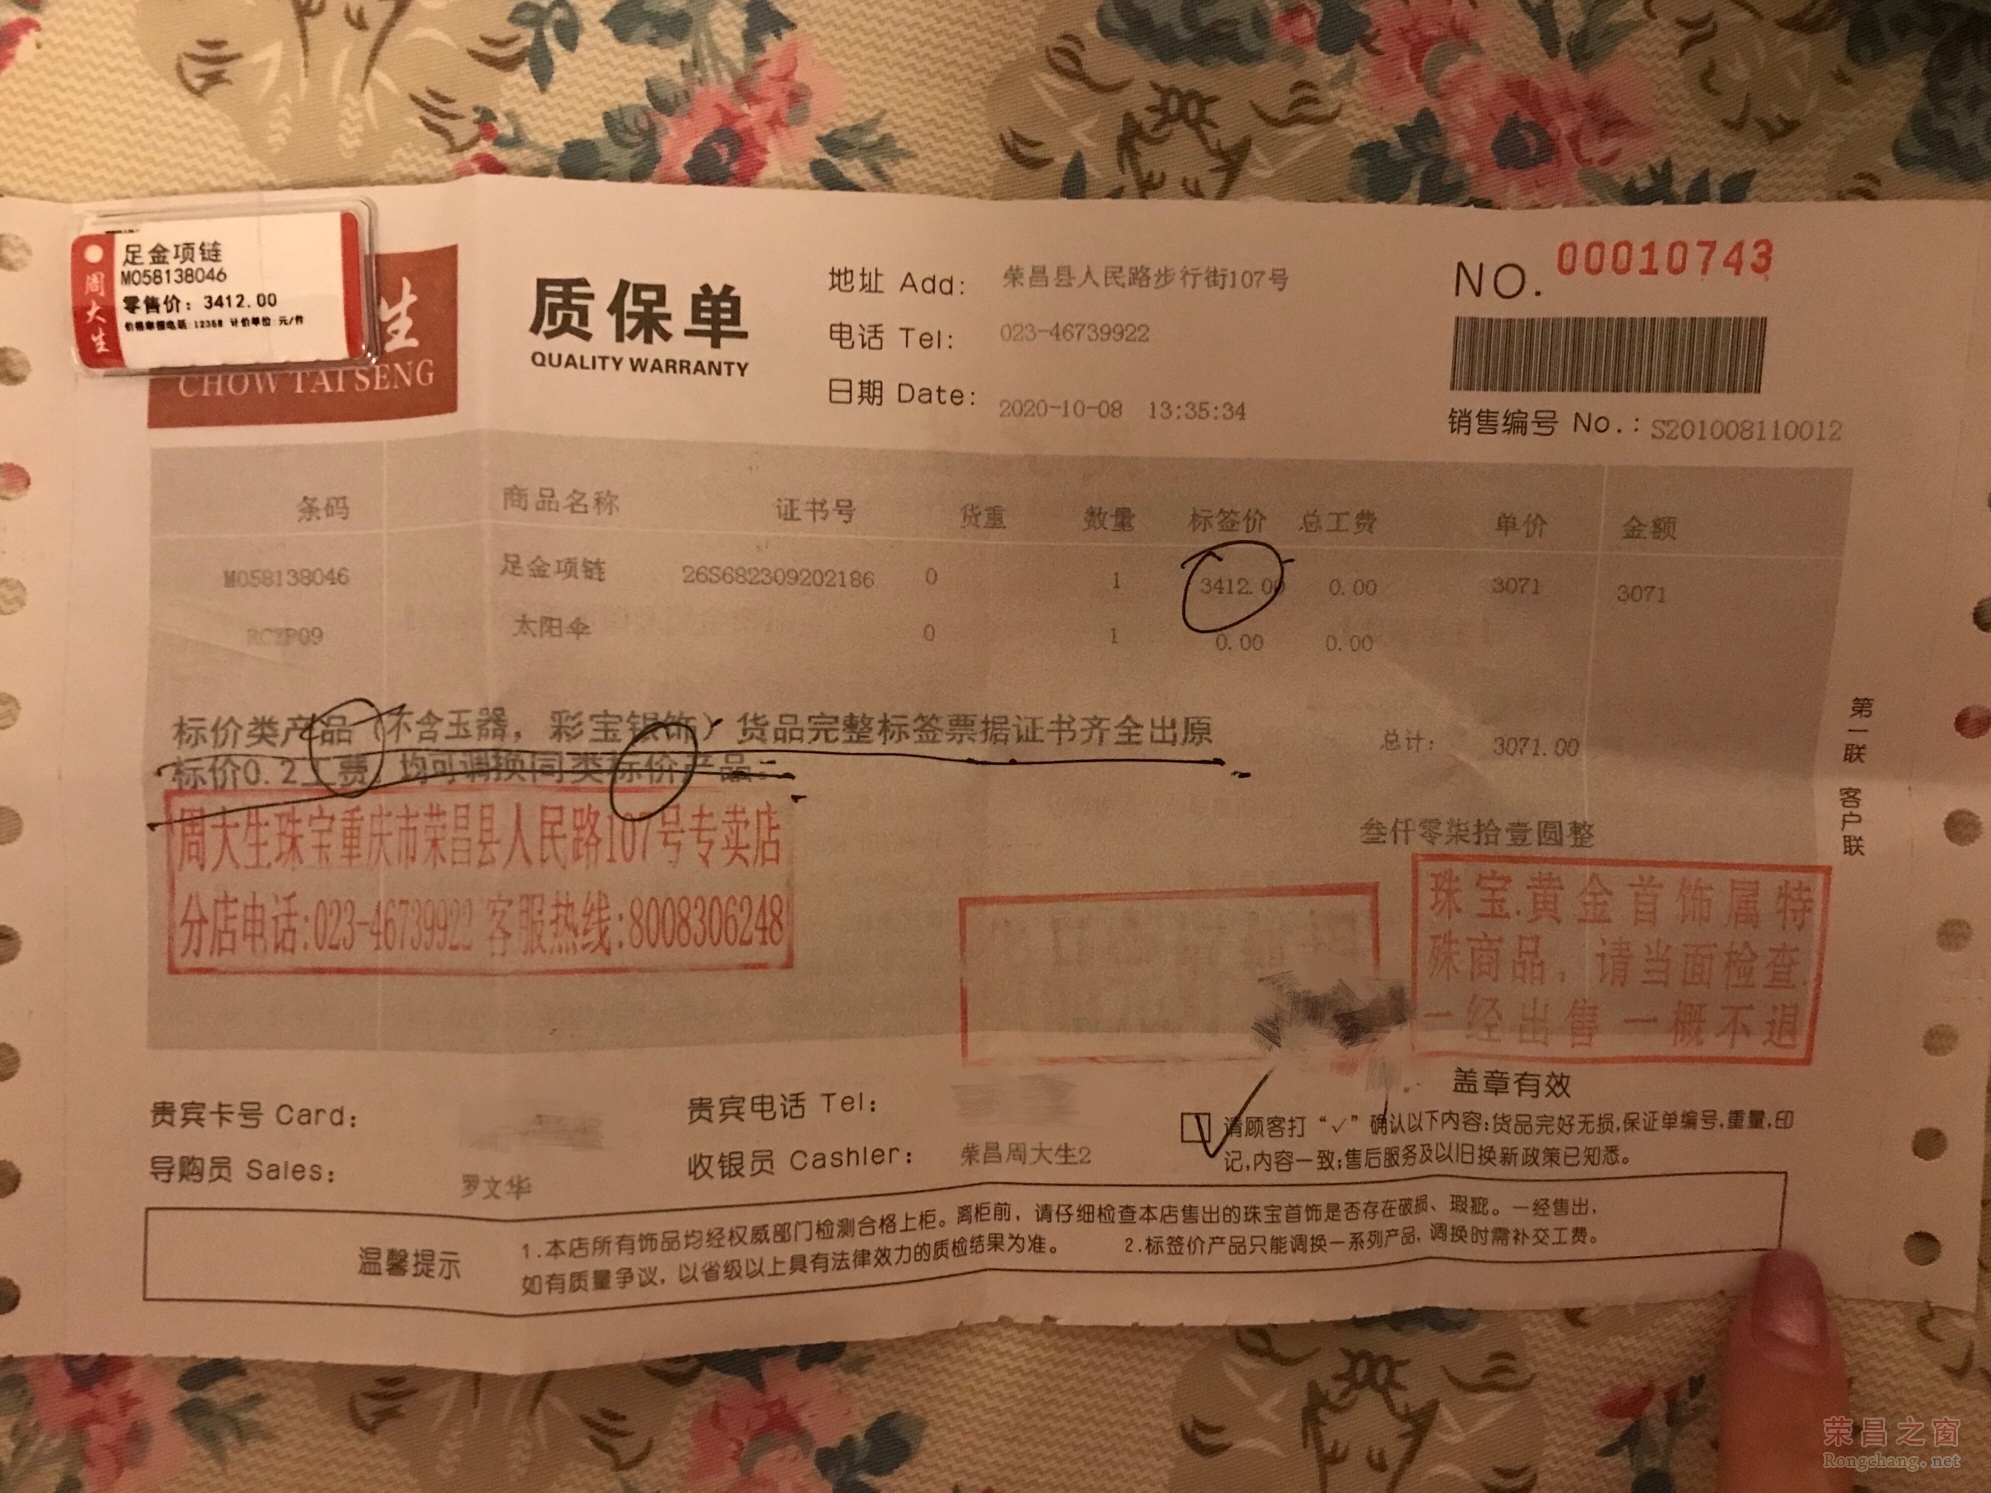 足金项链
M058138046
零售价：3412.00
价格举报电话:12358 计价单位:元/件
周大生
生
CHOW TAI SENG
质保单
QUALITY WARRANTY
地址 Add: 荣昌县人民路步行街107号
电话 Tel: 023-46739922
日期 Date: 2020-10-08 13:35:34
NO. 00010743
销售编号 No.: S201008110012
条码 商品名称 证书号 货重 数量 标签价 总工费 单价 金额
M058138046 足金项链 26S682309202186 0 1 3412.00 0.00 3071 3071
太阳伞 0 1 0.00 0.00
标价类产品（不含玉器，彩宝银饰）货品完整标签票据证书齐全出原
标价0.2工费，均可调换同类标价产品。
总计： 3071.00
叁仟零柒拾壹圆整
第一联 客户联
周大生珠宝重庆市荣昌县人民路107号专卖店
分店电话:023-46739922 客服热线:8008306248
珠宝.黄金首饰属特
殊商品，请当面检查.
一经出售 一概不退
盖章有效
贵宾卡号 Card:
贵宾电话 Tel:
请顾客打“✓”确认以下内容:货品完好无损,保证单编号,重量,印
记,内容一致;售后服务及以旧换新政策已知悉。
导购员 Sales: 罗文华
收银员 Cashler: 荣昌周大生2
温馨提示
1.本店所有饰品均经权威部门检测合格上柜。离柜前，请仔细检查本店售出的珠宝首饰是否存在破损、瑕疵。一经售出，
如有质量争议，以省级以上具有法律效力的质检结果为准。 2.标签价产品只能调换一系列产品，调换时需补交工费。
荣昌之窗
Rongchang.net